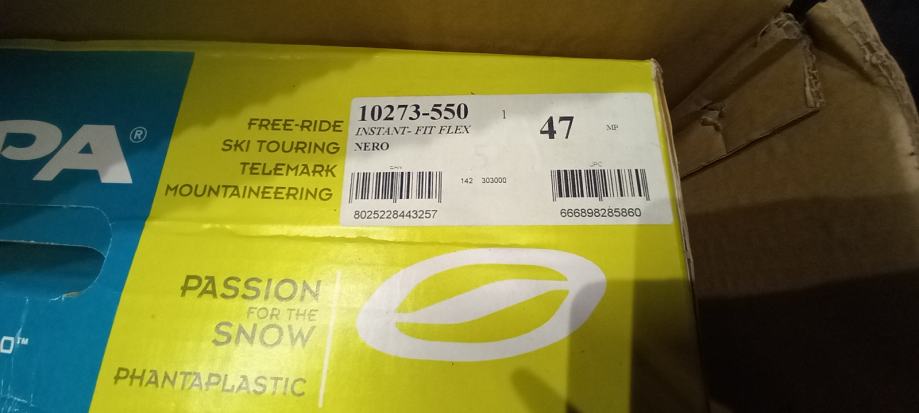 PA®
FREE-RIDE
SKI TOURING
TELEMARK
MOUNTAINEERING
10273-550
1
47
MP
INSTANT- FIT FLEX
NERO
142 303000
8025228443257
666898285860
PASSION
FOR THE
SNOW
PHANTAPLASTIC
O™